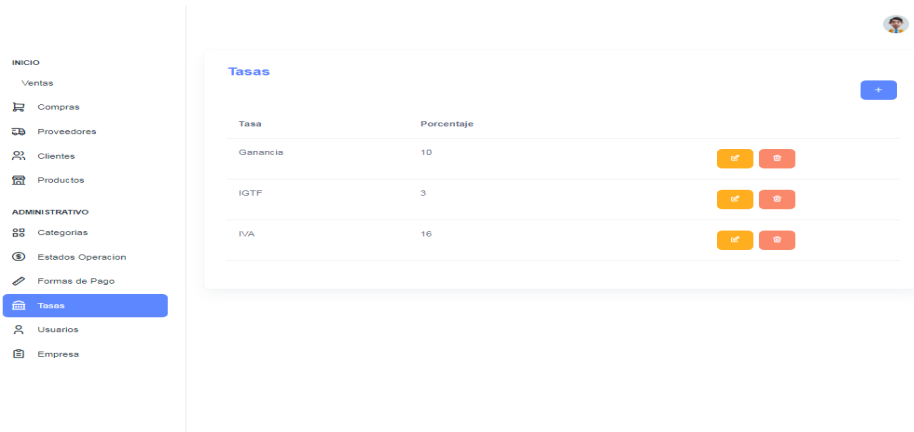 INICIO
Ventas
Compras
Proveedores
Clientes
Productos
ADMINISTRATIVO
Categorias
Estados Operacion
Formas de Pago
Tasas
Usuarios
Empresa
Tasas
+
Tasa Porcentaje
Ganancia 10
IGTF 3
IVA 16